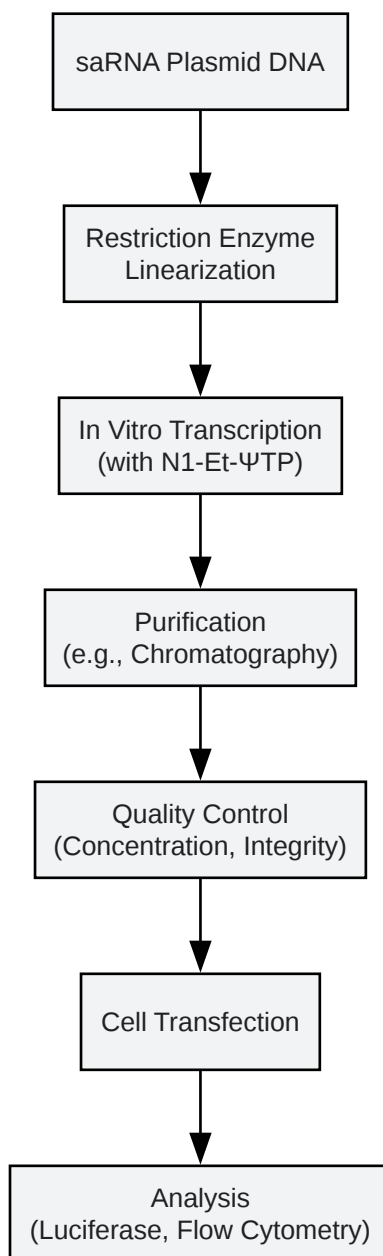 saRNA Plasmid DNA
Restriction Enzyme
Linearization
In Vitro Transcription
(with N1-Et-ΨTP)
Purification
(e.g., Chromatography)
Quality Control
(Concentration, Integrity)
Cell Transfection
Analysis
(Luciferase, Flow Cytometry)